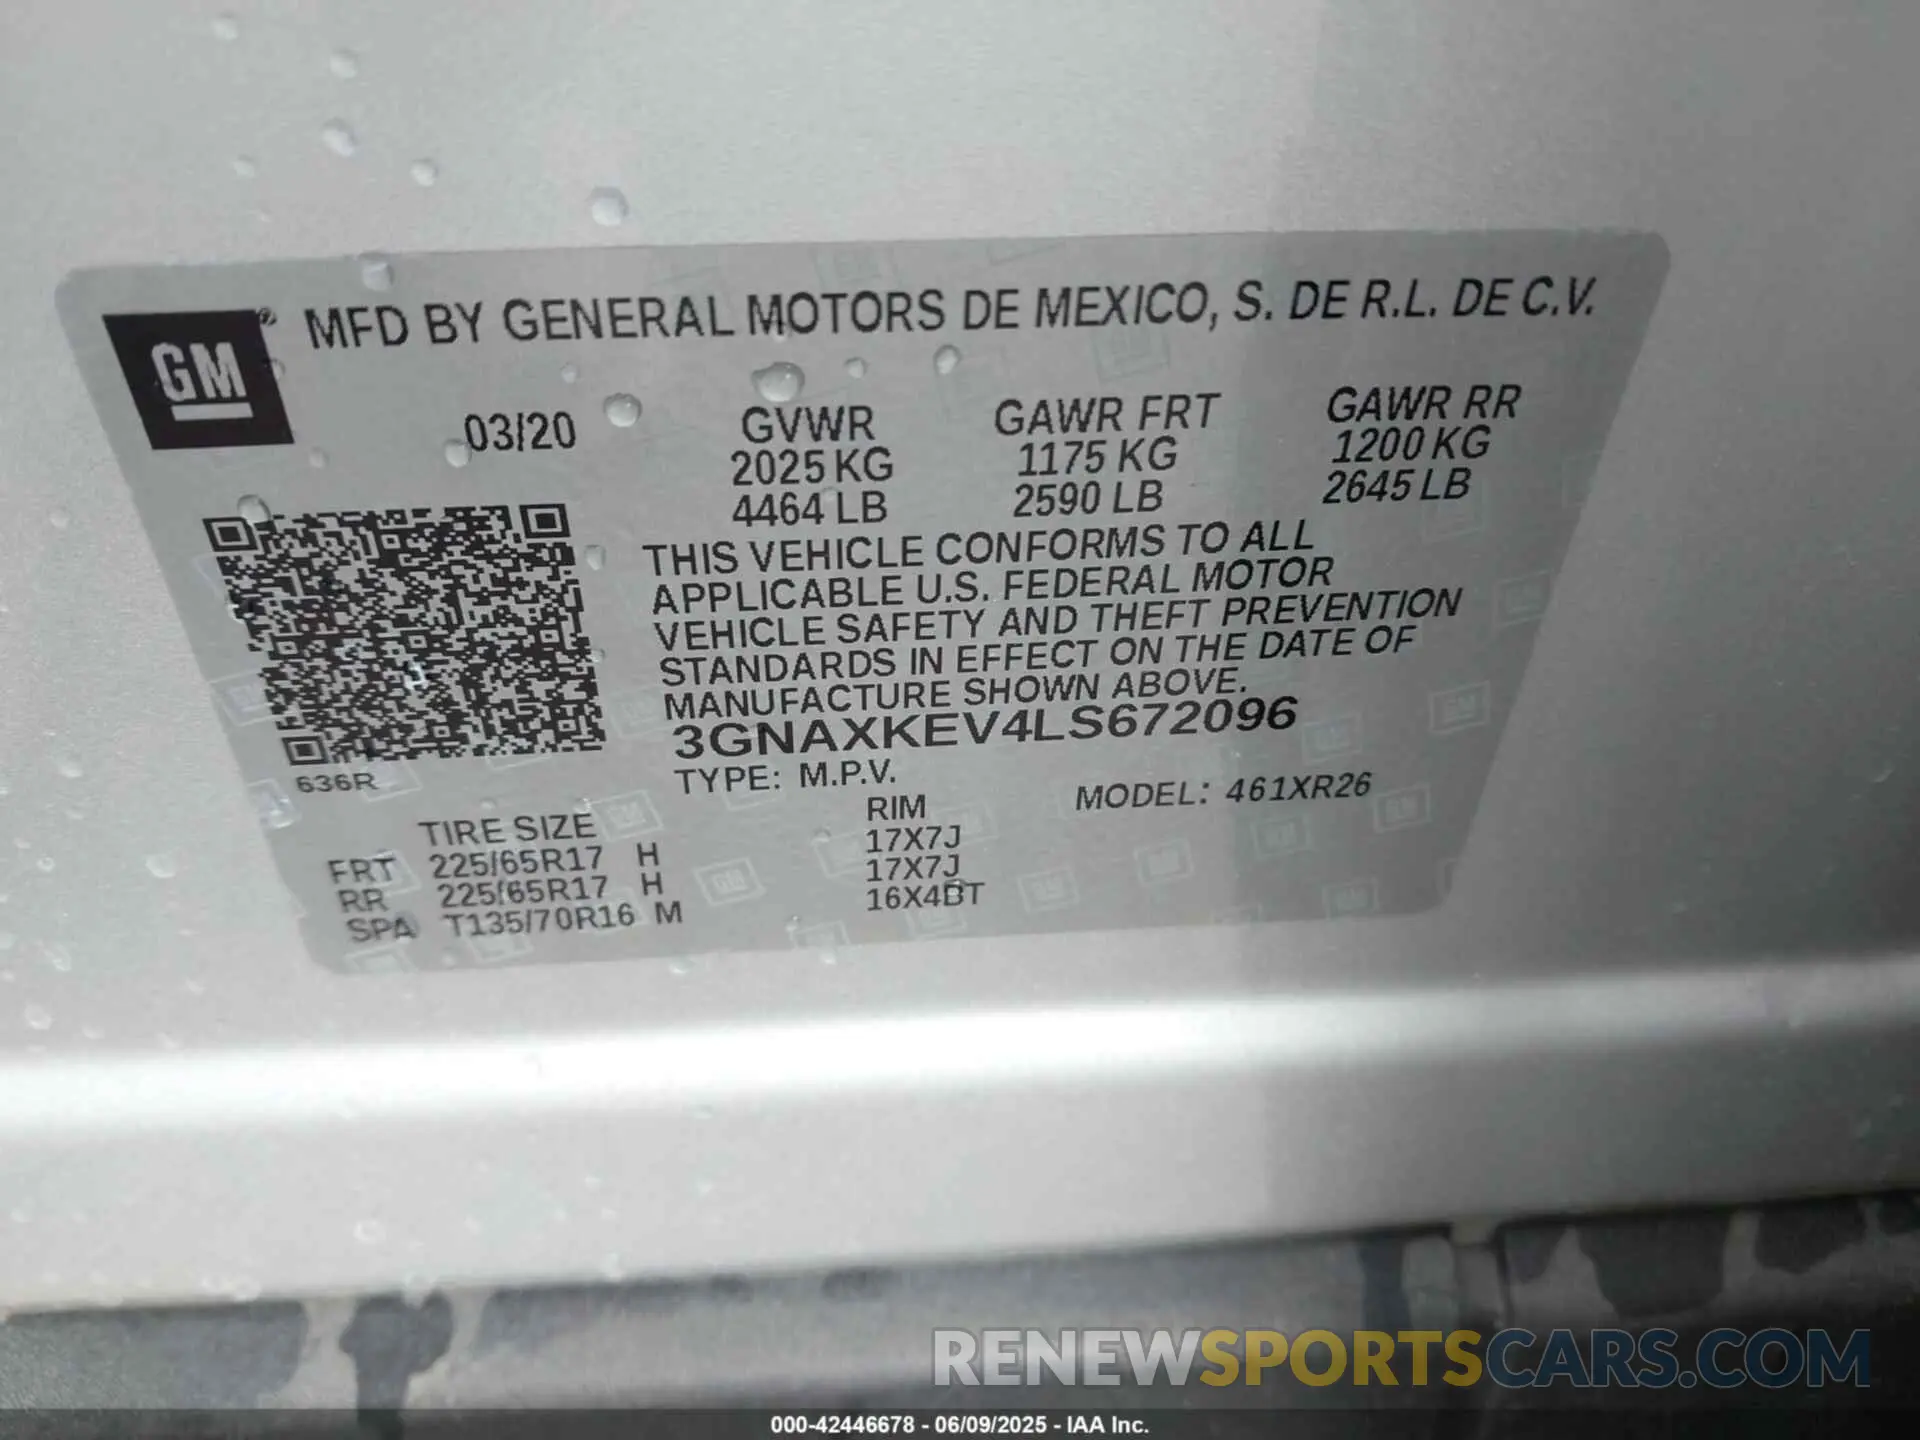 GM ® MFD BY GENERAL MOTORS DE MEXICO, S. DE R.L. DE C.V.
03/20 GVWR GAWR FRT GAWR RR
2025 KG 1175 KG 1200 KG
4464 LB 2590 LB 2645 LB
THIS VEHICLE CONFORMS TO ALL
APPLICABLE U.S. FEDERAL MOTOR
VEHICLE SAFETY AND THEFT PREVENTION
STANDARDS IN EFFECT ON THE DATE OF
MANUFACTURE SHOWN ABOVE.
3GNAXKEV4LS672096
636R TYPE: M.P.V. MODEL: 461XR26
TIRE SIZE RIM
FRT 225/65R17 H 17X7J
RR 225/65R17 H 17X7J
SPA T135/70R16 M 16X4BT
RENEWSPORTSCARS.COM
000-42446678 - 06/09/2025 - IAA Inc.